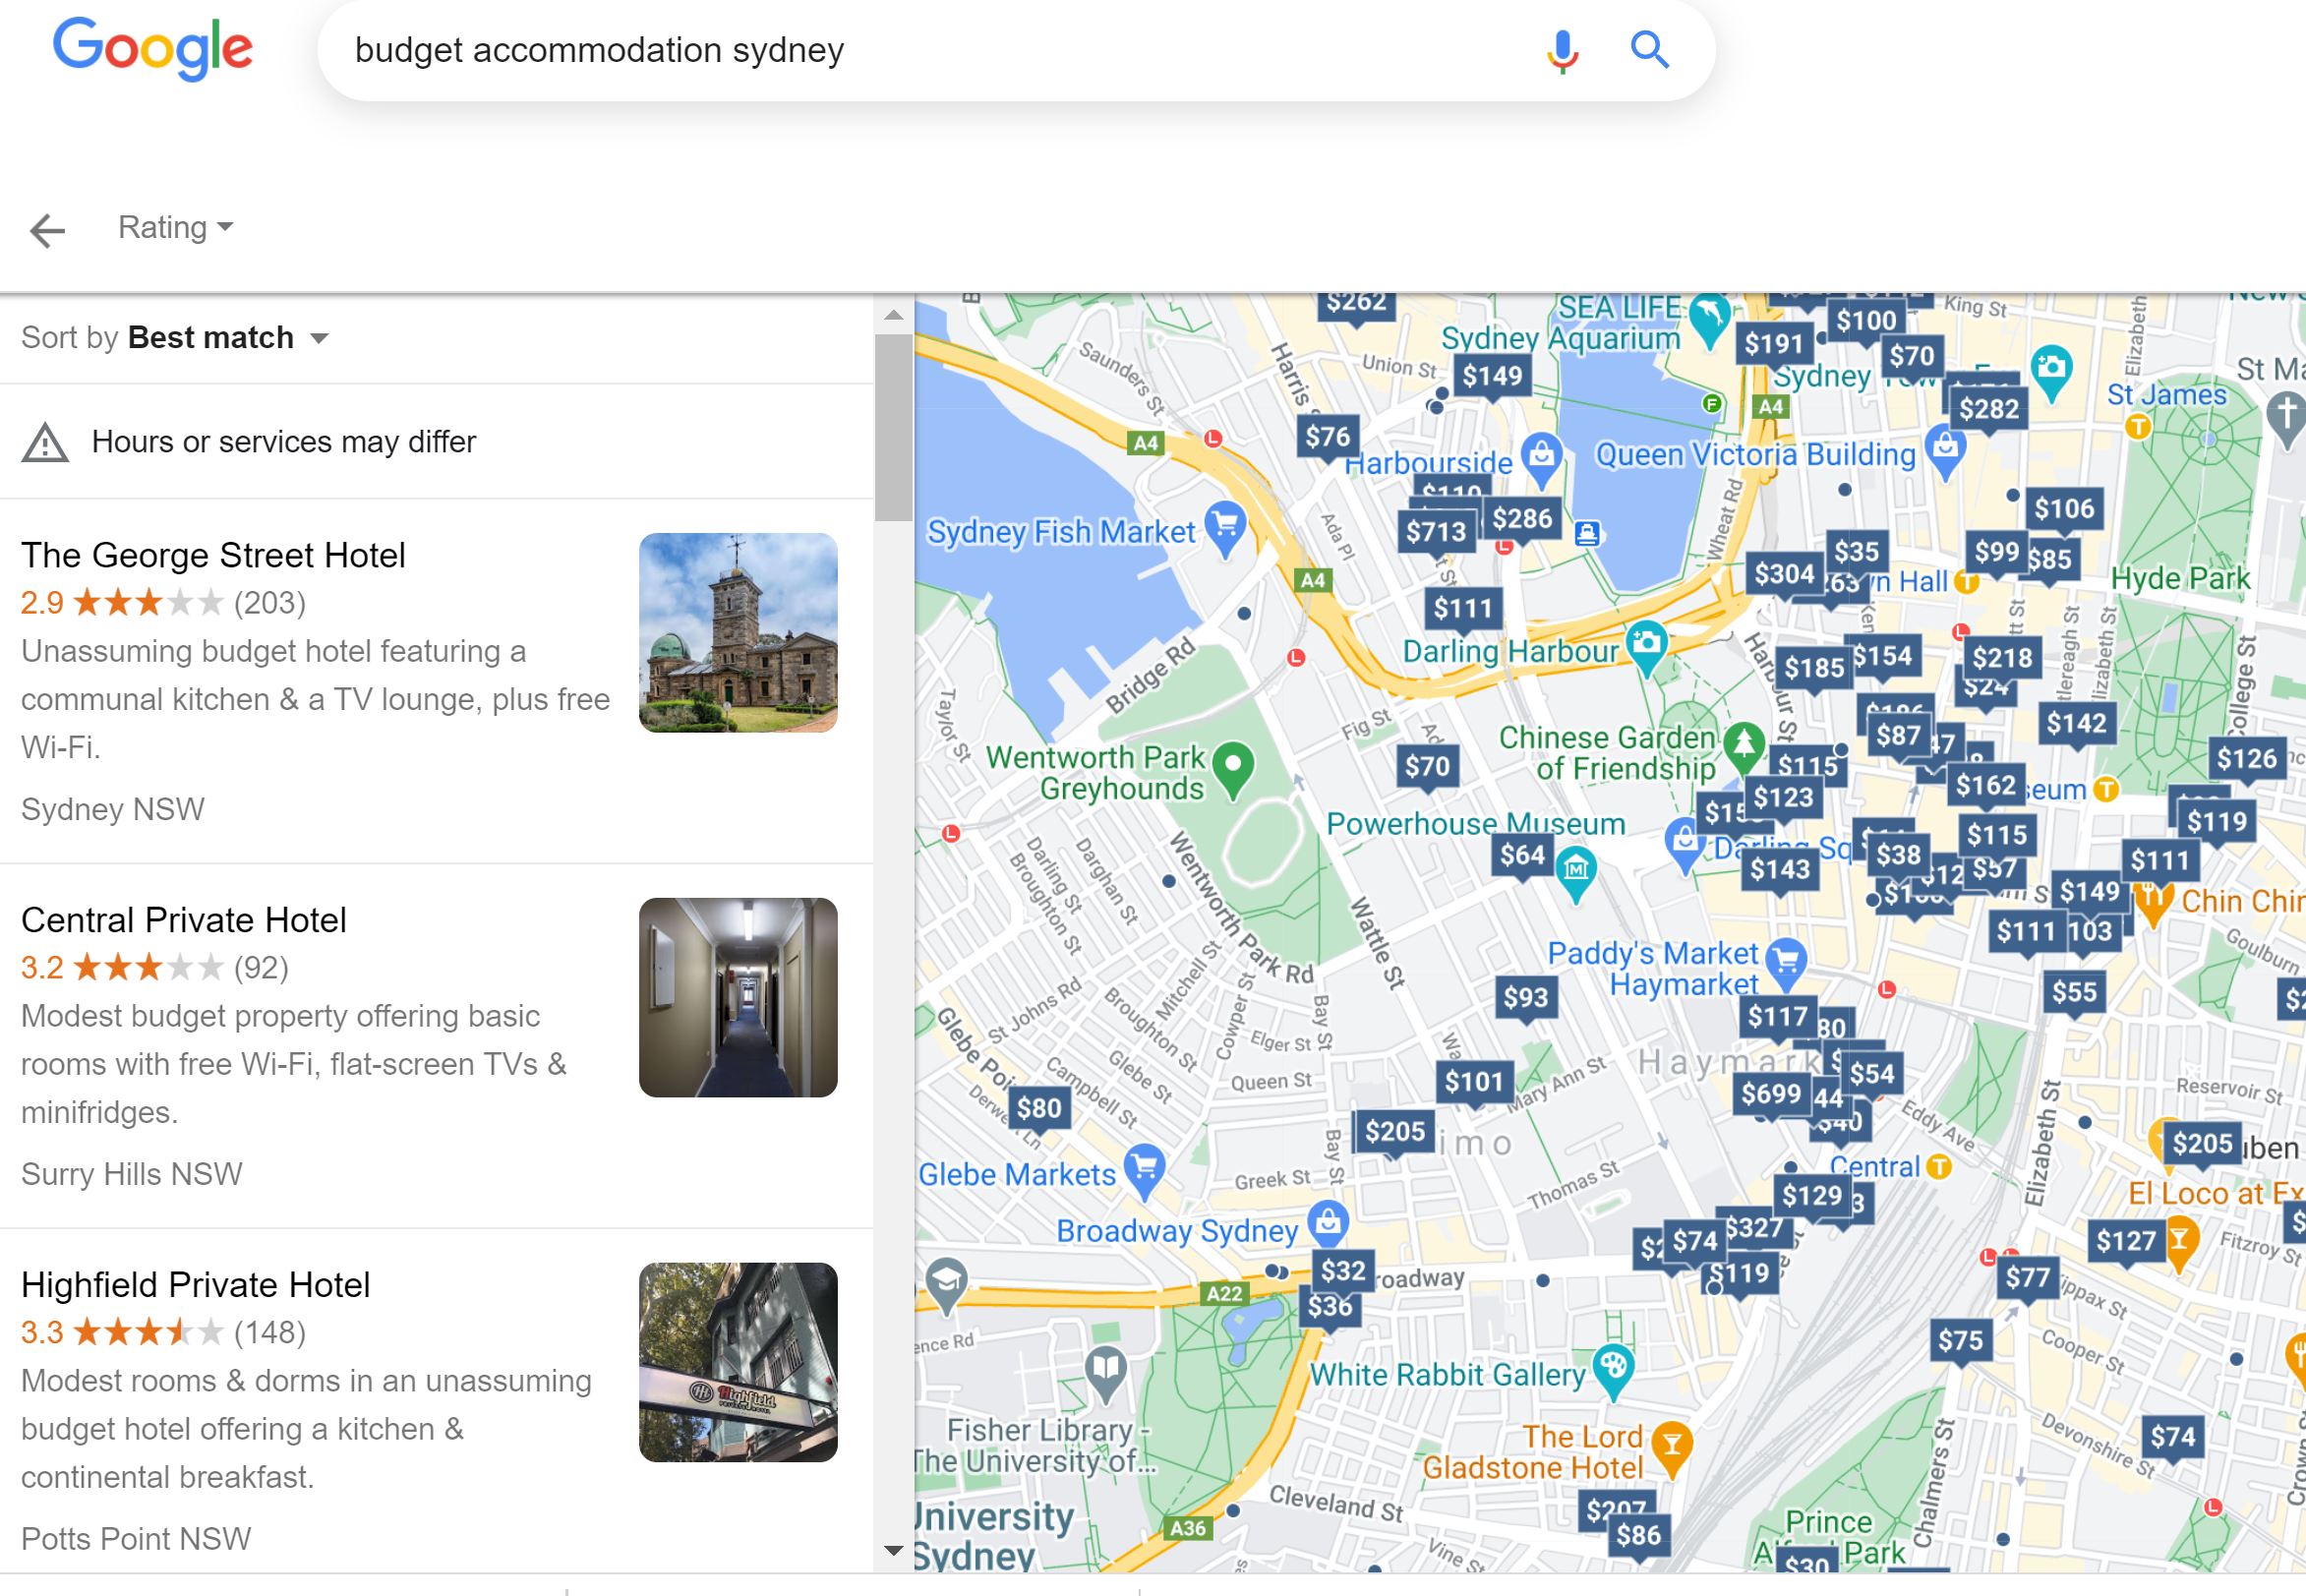 Google
budget accommodation sydney
Rating
Sort by Best match
Hours or services may differ
The George Street Hotel
2.9 (203)
Unassuming budget hotel featuring a
communal kitchen & a TV lounge, plus free
Wi-Fi.
Sydney NSW
Central Private Hotel
3.2 (92)
Modest budget property offering basic
rooms with free Wi-Fi, flat-screen TVs &
minifridges.
Surry Hills NSW
Highfield Private Hotel
3.3 (148)
Modest rooms & dorms in an unassuming
budget hotel offering a kitchen &
continental breakfast.
Potts Point NSW
Highfield
$262
SEA LIFE
Sydney Aquarium
$191
$100
King St
$70
Sydney
Elizabeth
Saunders St
Harris
Union St
$149
A4
$282
St James
T
$76
A4
Harbourside
Queen Victoria Building
F
$110
$713
$286
Sydney Fish Market
Ada Pl
Wheat Rd
$106
A4
$304
$35
$99
$85
Hyde Park
$111
Darling Harbour
Bridge Rd
Taylor St
Fig St
Harbour St
$185
$154
$218
$24
College St
Wentworth Park
Greyhounds
$70
Chinese Garden
of Friendship
$115
$123
$87
$162
$142
$126
Powerhouse Museum
$64
$143
$38
$115
$57
$119
$111
$149
$111
103
$55
Darling St
Broughton St
Darghan St
Wentworth Park Rd
Wattle St
Mitchell St
St Johns Rd
Broughton St
Cowper St
Bay St
Elger St
Glebe St
Campbell St
Queen St
Paddy's Market
Haymarket
$93
$117
80
Goulburn
$101
Mary Ann St
$54
$699
44
$40
Eddy Ave
Elizabeth St
Reservoir St
$80
$205
Glebe Markets
Greek St
Bay St
Thomas St
Central
T
$205
El Loco at
Broadway Sydney
$129
$327
$74
$119
$127
Fitzroy St
$77
A22
$32
$36
$75
Cooper St
White Rabbit Gallery
Fisher Library -
The University of...
The Lord
Gladstone Hotel
Devonshire St
$74
Chalmers St
University
Sydney
Cleveland St
A36
$207
$86
Vine St
Prince
Park
$30